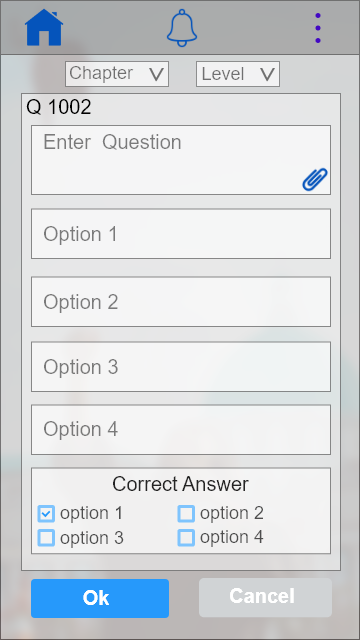 Chapter Level
Q 1002
Enter Question
Option 1
Option 2
Option 3
Option 4
Correct Answer
option 1 option 2
option 3 option 4
Ok Cancel